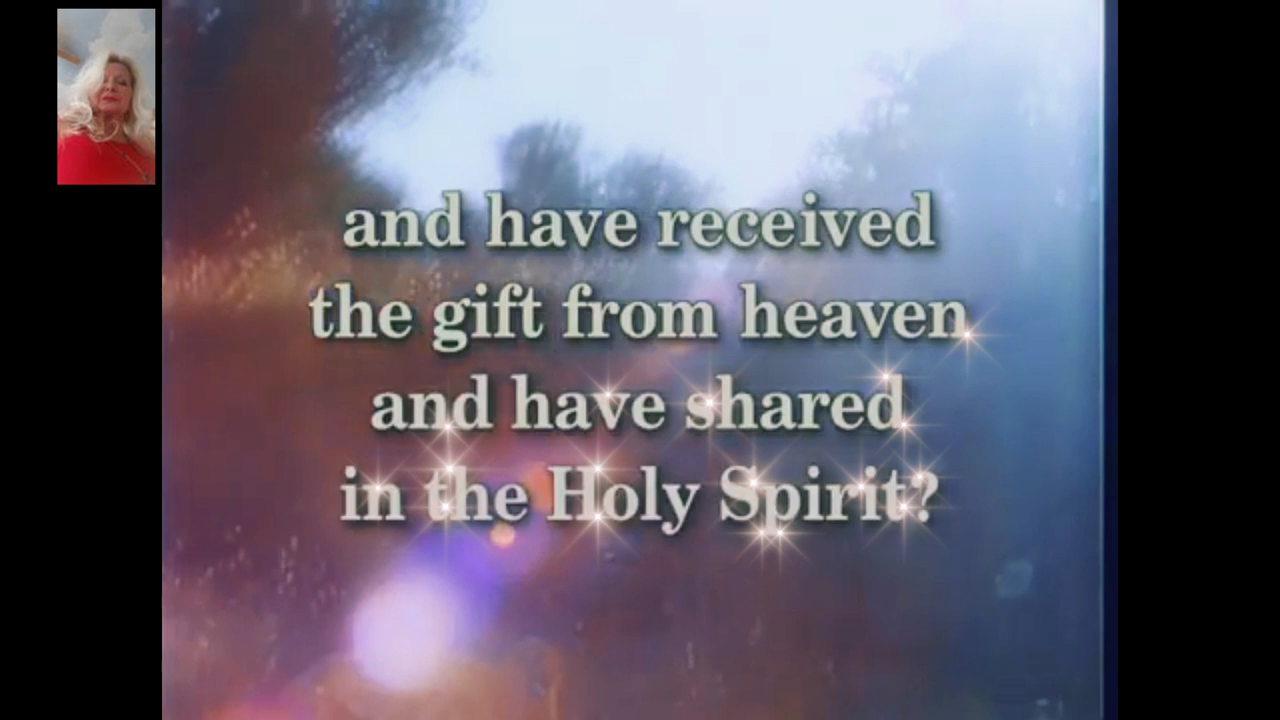 and have received
the gift from heaven
and have shared
in the Holy Spirit?